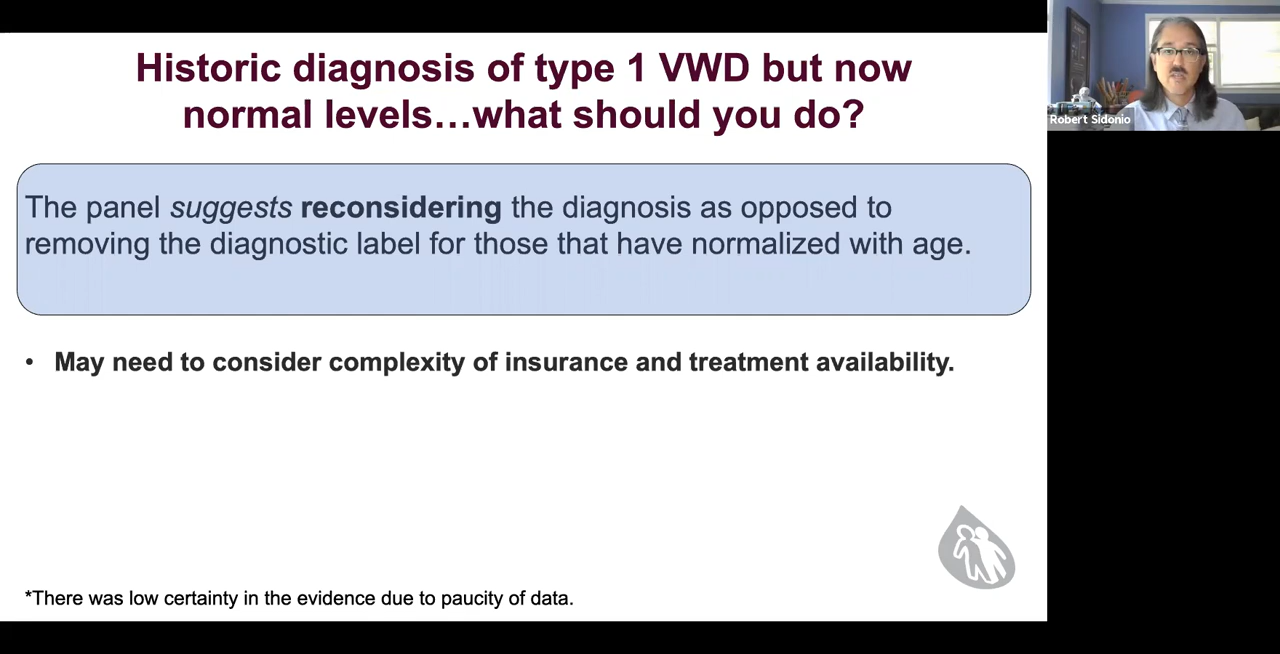 Historic diagnosis of type 1 VWD but now
normal levels…what should you do?
The panel suggests reconsidering the diagnosis as opposed to
removing the diagnostic label for those that have normalized with age.
• May need to consider complexity of insurance and treatment availability.
*There was low certainty in the evidence due to paucity of data.
Robert Sidonio